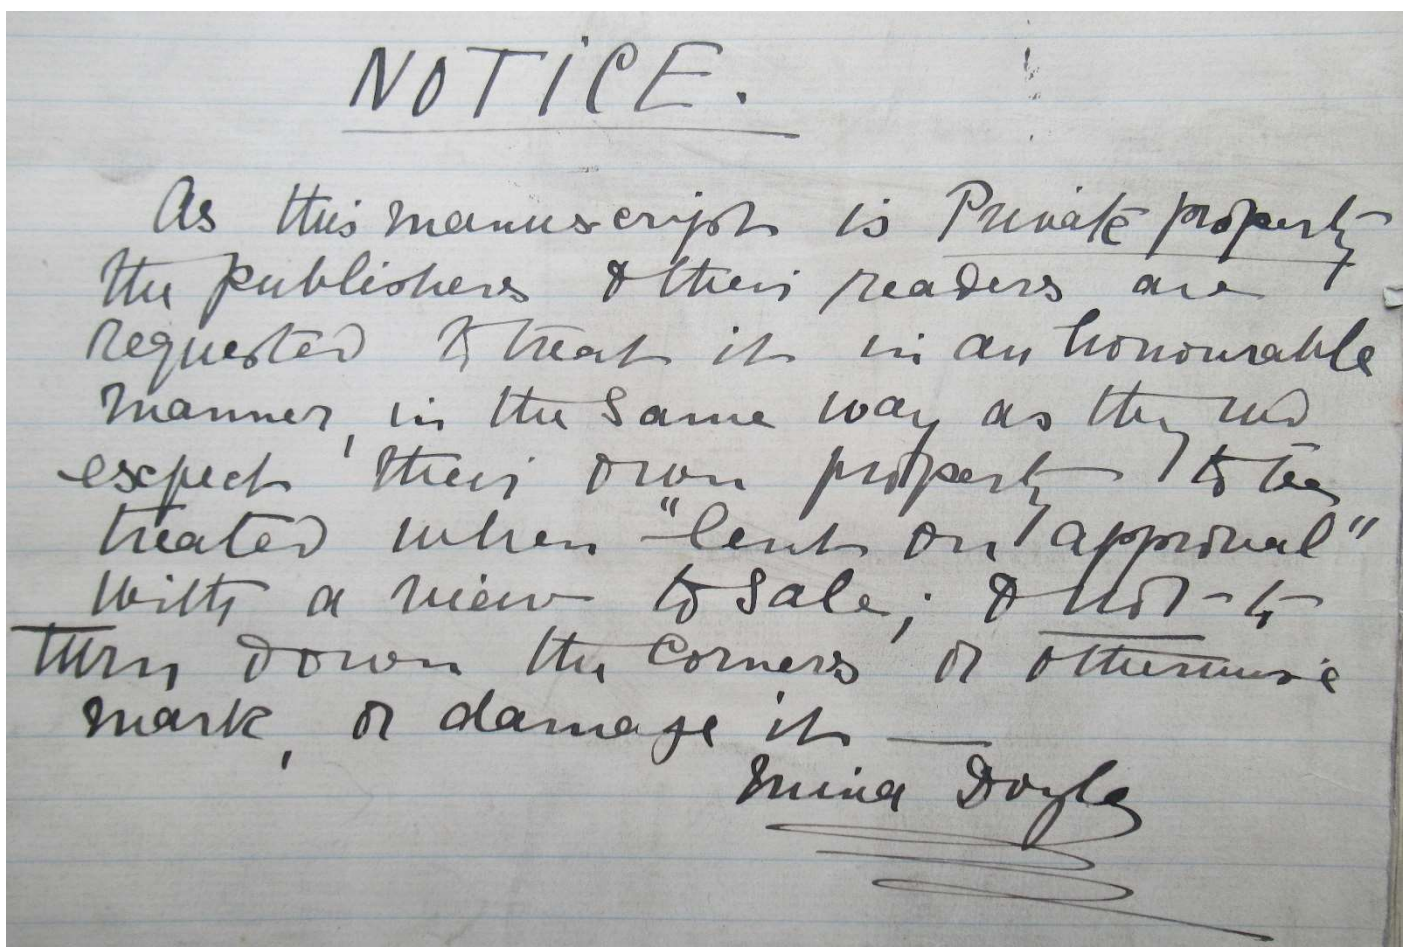 NOTICE.
As this manuscript is Private property
the publishers & their readers are
requested to treat it in an honourable
manner, in the same way as they wd
expect their own property to be
treated when "lent on approval"
with a view to sale; & not to
turn down the corners or otherwise
mark, or damage it —
Mina Doyle